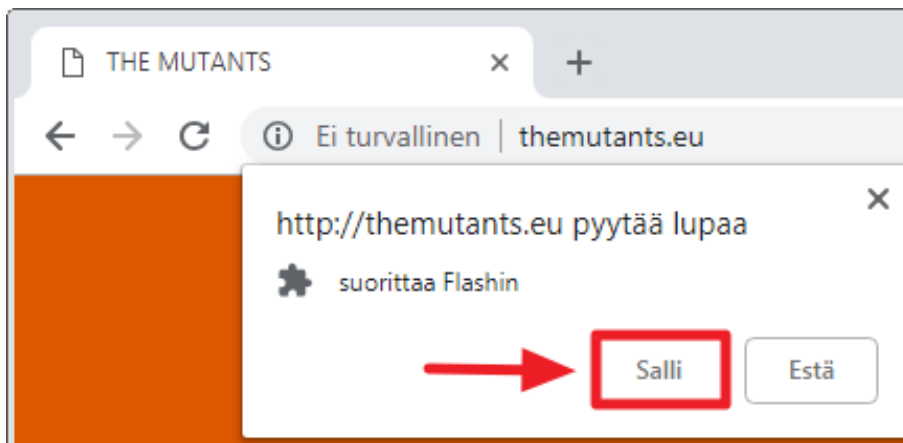 THE MUTANTS
Ei turvallinen | themutants.eu
http://themutants.eu pyytää lupaa
suorittaa Flashin
Salli
Estä